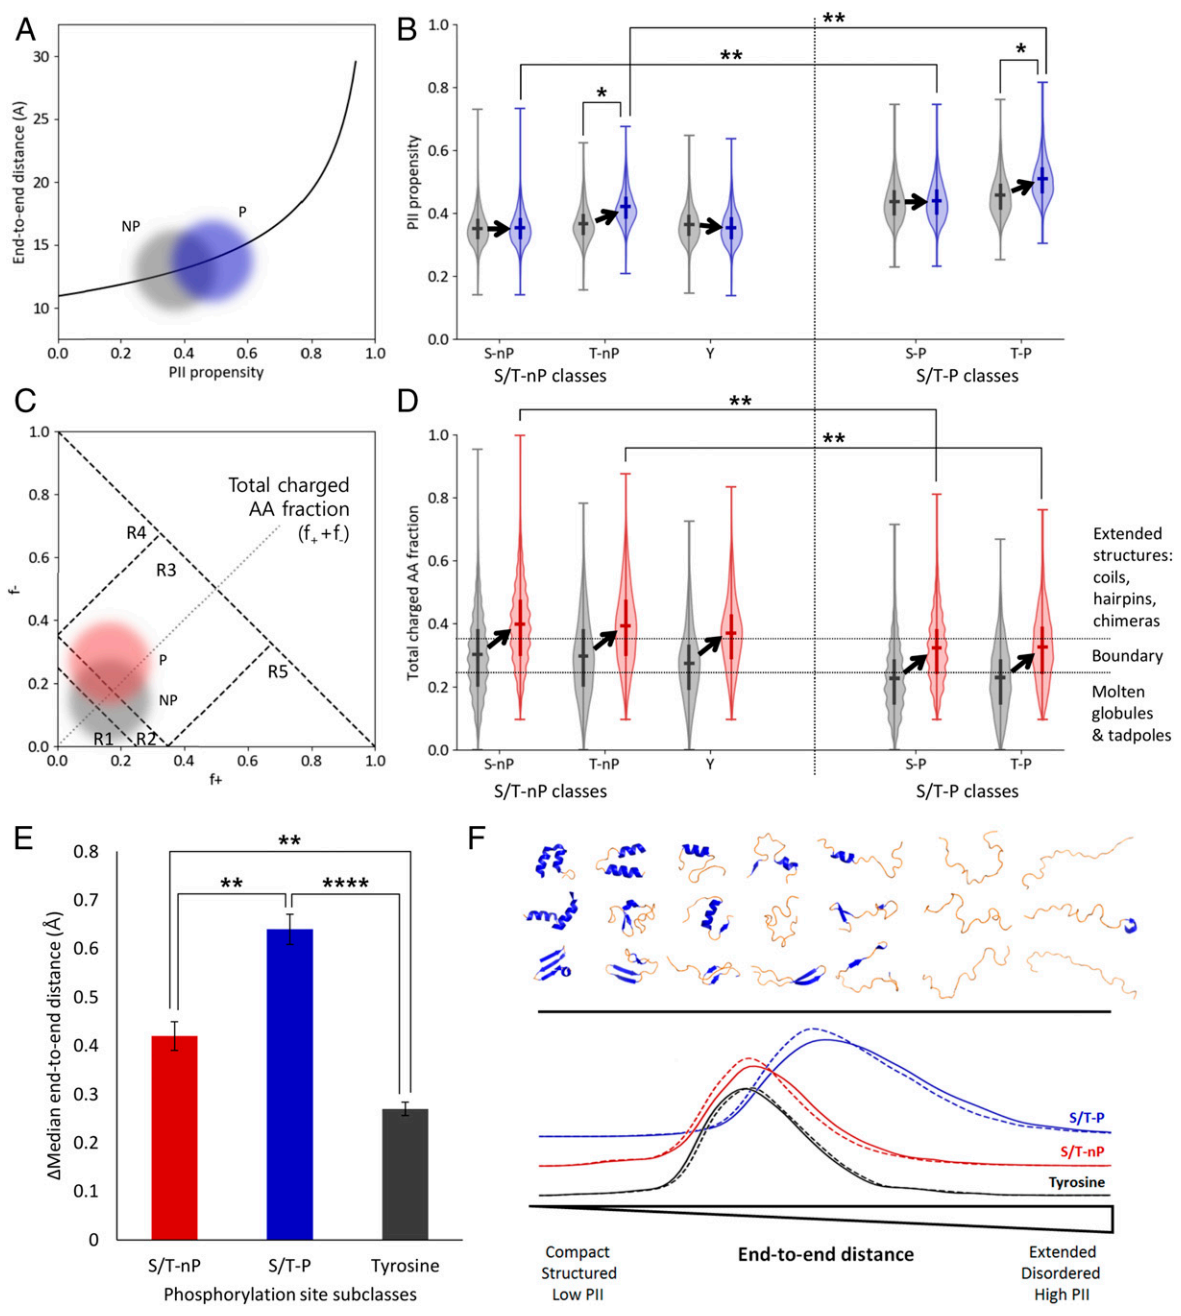 A
30
25
20
15
10
End-to-end distance (A)
NP
P
0.0 0.2 0.4 0.6 0.8 1.0
PII propensity
B
1.0
0.8
0.6
0.4
0.2
0.0
PII propensity
**
**
*
*
S-nP T-nP Y S-P T-P
S/T-nP classes S/T-P classes
C
1.0
0.8
0.6
0.4
0.2
0.0
f-
Total charged
AA fraction
(f+ +f-)
R4
R3
R5
P
NP
R1 R2
0.0 0.2 0.4 0.6 0.8 1.0
f+
D
1.0
0.8
0.6
0.4
0.2
0.0
Total charged AA fraction
**
**
Extended
structures:
coils,
hairpins,
chimeras
Boundary
Molten
globules
& tadpoles
S-nP T-nP Y S-P T-P
S/T-nP classes S/T-P classes
E
0.8
0.7
0.6
0.5
0.4
0.3
0.2
0.1
0
ΔMedian end-to-end distance (Å)
**
** ****
S/T-nP S/T-P Tyrosine
Phosphorylation site subclasses
F
S/T-P
S/T-nP
Tyrosine
Compact
Structured
Low PII
End-to-end distance
Extended
Disordered
High PII